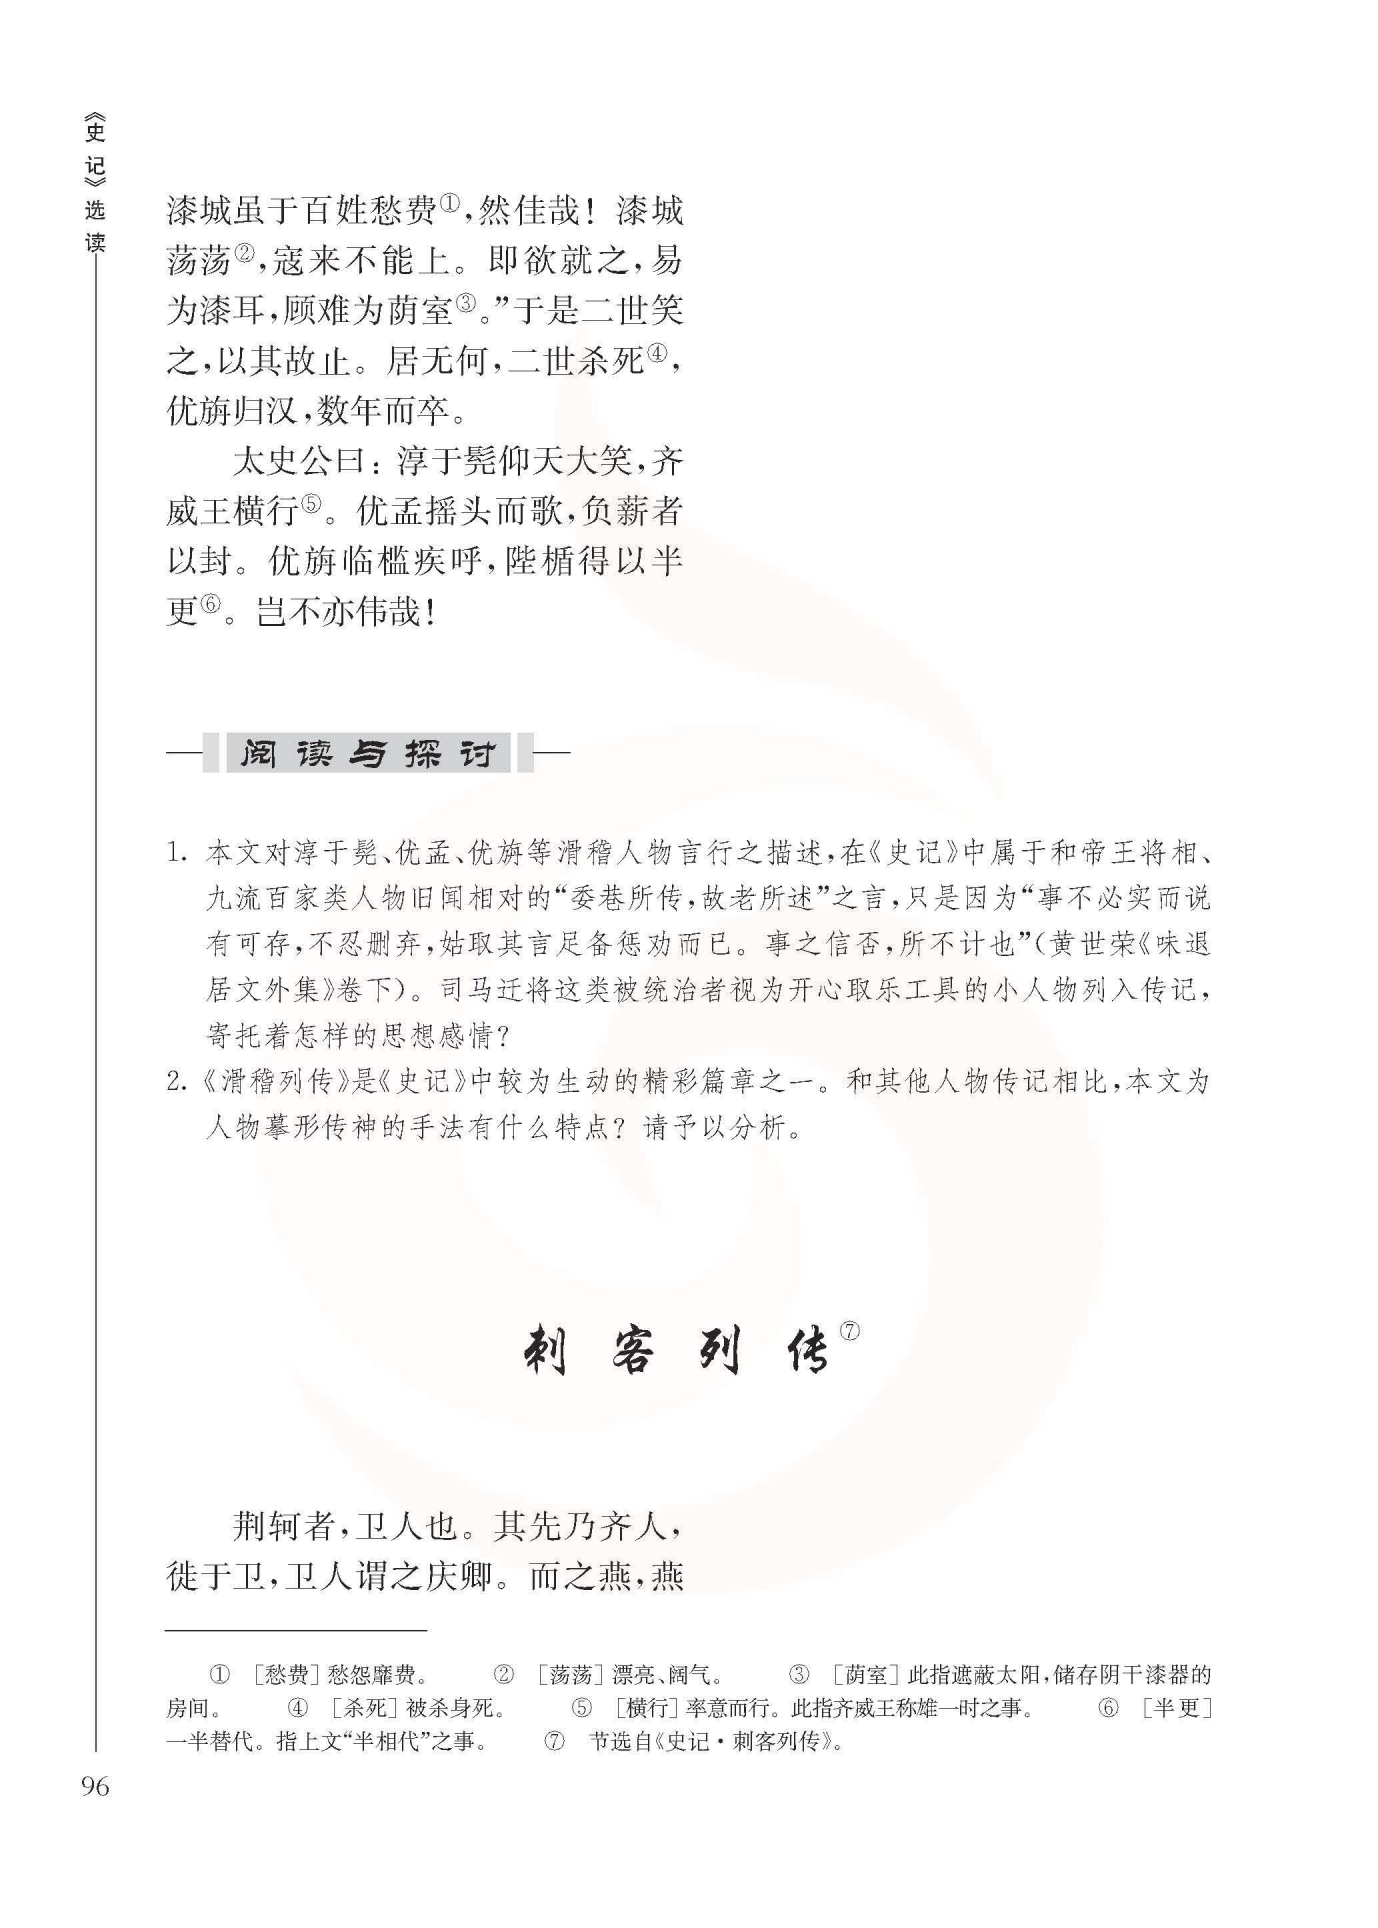 《史记》选读
漆城虽于百姓愁费①，然佳哉！漆城
荡荡②，寇来不能上。即欲就之，易
为漆耳，顾难为荫室③。”于是二世笑
之，以其故止。居无何，二世杀死④，
优旃归汉，数年而卒。
太史公曰：淳于髡仰天大笑，齐
威王横行⑤。优孟摇头而歌，负薪者
以封。优旃临槛疾呼，陛楯得以半
更⑥。岂不亦伟哉！
阅读与探讨
1. 本文对淳于髡、优孟、优旃等滑稽人物言行之描述，在《史记》中属于和帝王将相、
九流百家类人物旧闻相对的“委巷所传，故老所述”之言，只是因为“事不必实而说
有可存，不忍删弃，姑取其言足备惩劝而已。事之信否，所不计也”（黄世荣《味退
居文外集》卷下）。司马迁将这类被统治者视为开心取乐工具的小人物列入传记，
寄托着怎样的思想感情？
2. 《滑稽列传》是《史记》中较为生动的精彩篇章之一。和其他人物传记相比，本文为
人物摹形传神的手法有什么特点？请予以分析。
刺客列传⑦
荆轲者，卫人也。其先乃齐人，
徙于卫，卫人谓之庆卿。而之燕，燕
① ［愁费］愁怨靡费。 ② ［荡荡］漂亮、阔气。 ③ ［荫室］此指遮蔽太阳，储存阴干漆器的
房间。 ④ ［杀死］被杀身死。 ⑤ ［横行］率意而行。此指齐威王称雄一时之事。 ⑥ ［半更］
一半替代。指上文“半相代”之事。 ⑦ 节选自《史记·刺客列传》。
96